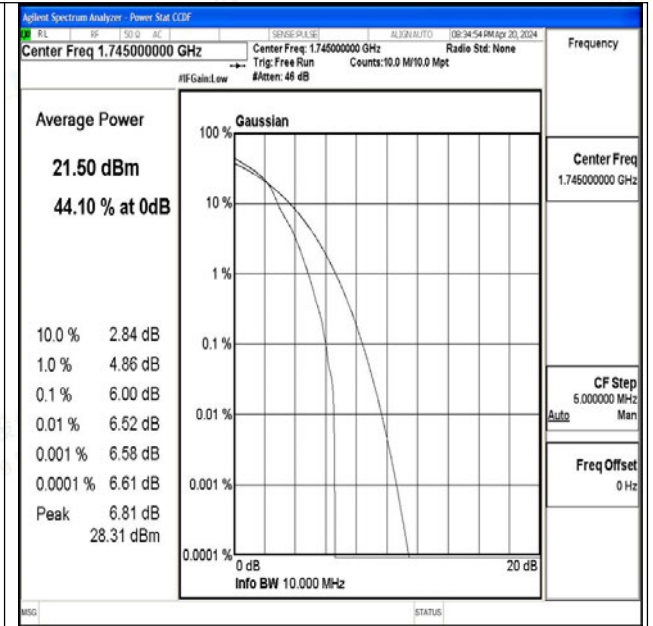 Agilent Spectrum Analyzer - Power Stat CCDF
RL RF 50 Ω AC SENSE:PULSE ALIGN AUTO 08:34:54 PM Apr 20, 2024
Center Freq 1.745000000 GHz
Center Freq: 1.745000000 GHz Radio Std: None
Trig: Free Run Counts:10.0 M/10.0 Mpt
#IFGain:Low #Atten: 46 dB
Frequency
Average Power
21.50 dBm
44.10 % at 0dB
10.0 % 2.84 dB
1.0 % 4.86 dB
0.1 % 6.00 dB
0.01 % 6.52 dB
0.001 % 6.58 dB
0.0001 % 6.61 dB
Peak 6.81 dB
28.31 dBm
Gaussian
100 %
10 %
1 %
0.1 %
0.01 %
0.001 %
0.0001 %
0 dB 20 dB
Info BW 10.000 MHz
Center Freq
1.745000000 GHz
CF Step
5.000000 MHz
Auto Man
Freq Offset
0 Hz
MSG STATUS